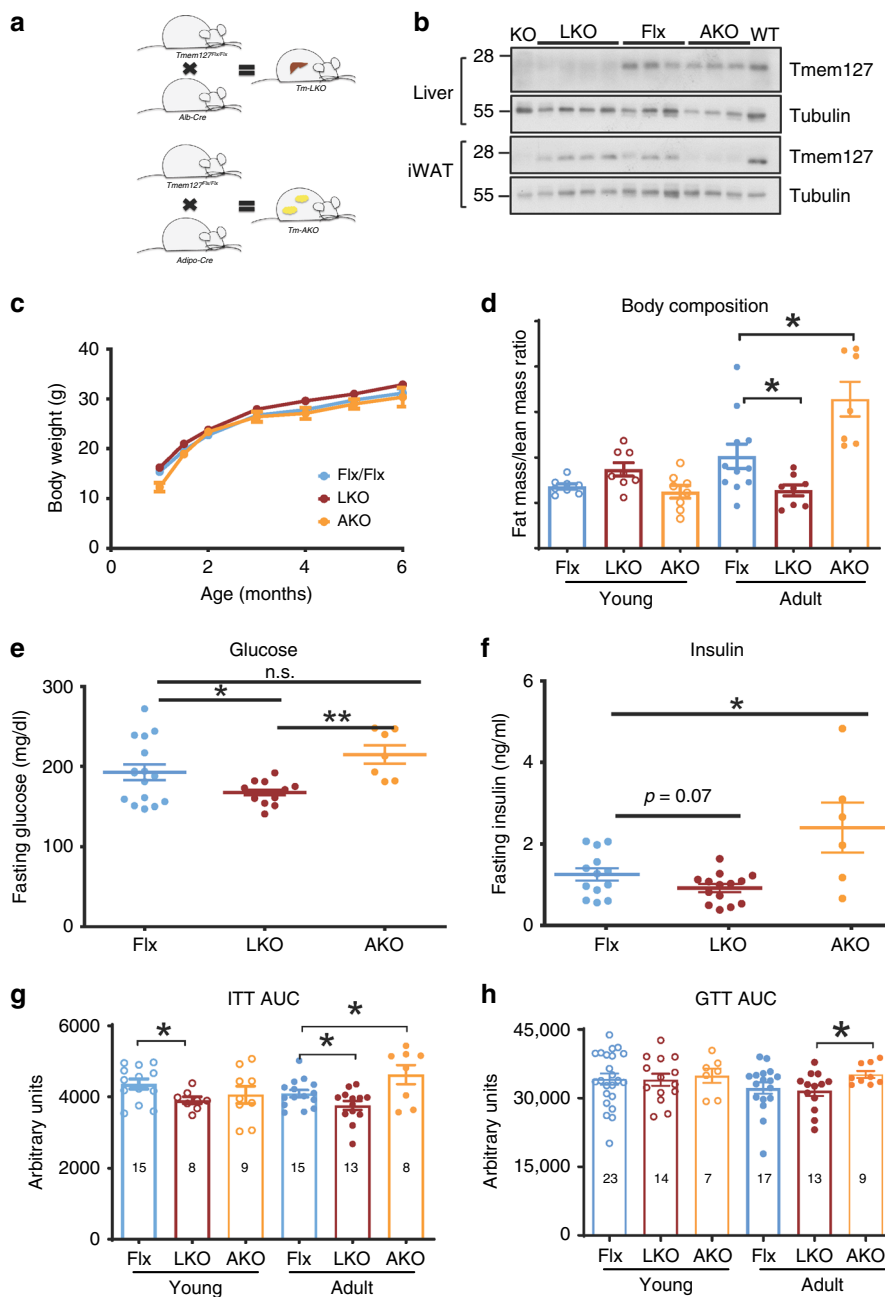 a
Tmem127Flx/Flx
Alb-Cre
Tm-LKO
Tmem127Flx/Flx
Adipo-Cre
Tm-AKO
b
KO LKO Flx AKO WT
Liver
28
Tmem127
55
Tubulin
iWAT
28
Tmem127
55
Tubulin
c
Body weight (g)
40
30
20
10
0
0 2 4 6
Age (months)
Flx/Flx
LKO
AKO
d
Body composition
Fat mass/lean mass ratio
*
*
Flx LKO AKO Flx LKO AKO
Young Adult
e
Glucose
n.s.
*
**
Fasting glucose (mg/dl)
300
200
100
0
Flx LKO AKO
f
Insulin
*
p = 0.07
Fasting insulin (ng/ml)
6
4
2
0
Flx LKO AKO
g
ITT AUC
*
*
*
Arbitrary units
6000
4000
2000
0
15 8 9 15 13 8
Flx LKO AKO Flx LKO AKO
Young Adult
h
GTT AUC
*
Arbitrary units
45,000
30,000
15,000
0
23 14 7 17 13 9
Flx LKO AKO Flx LKO AKO
Young Adult